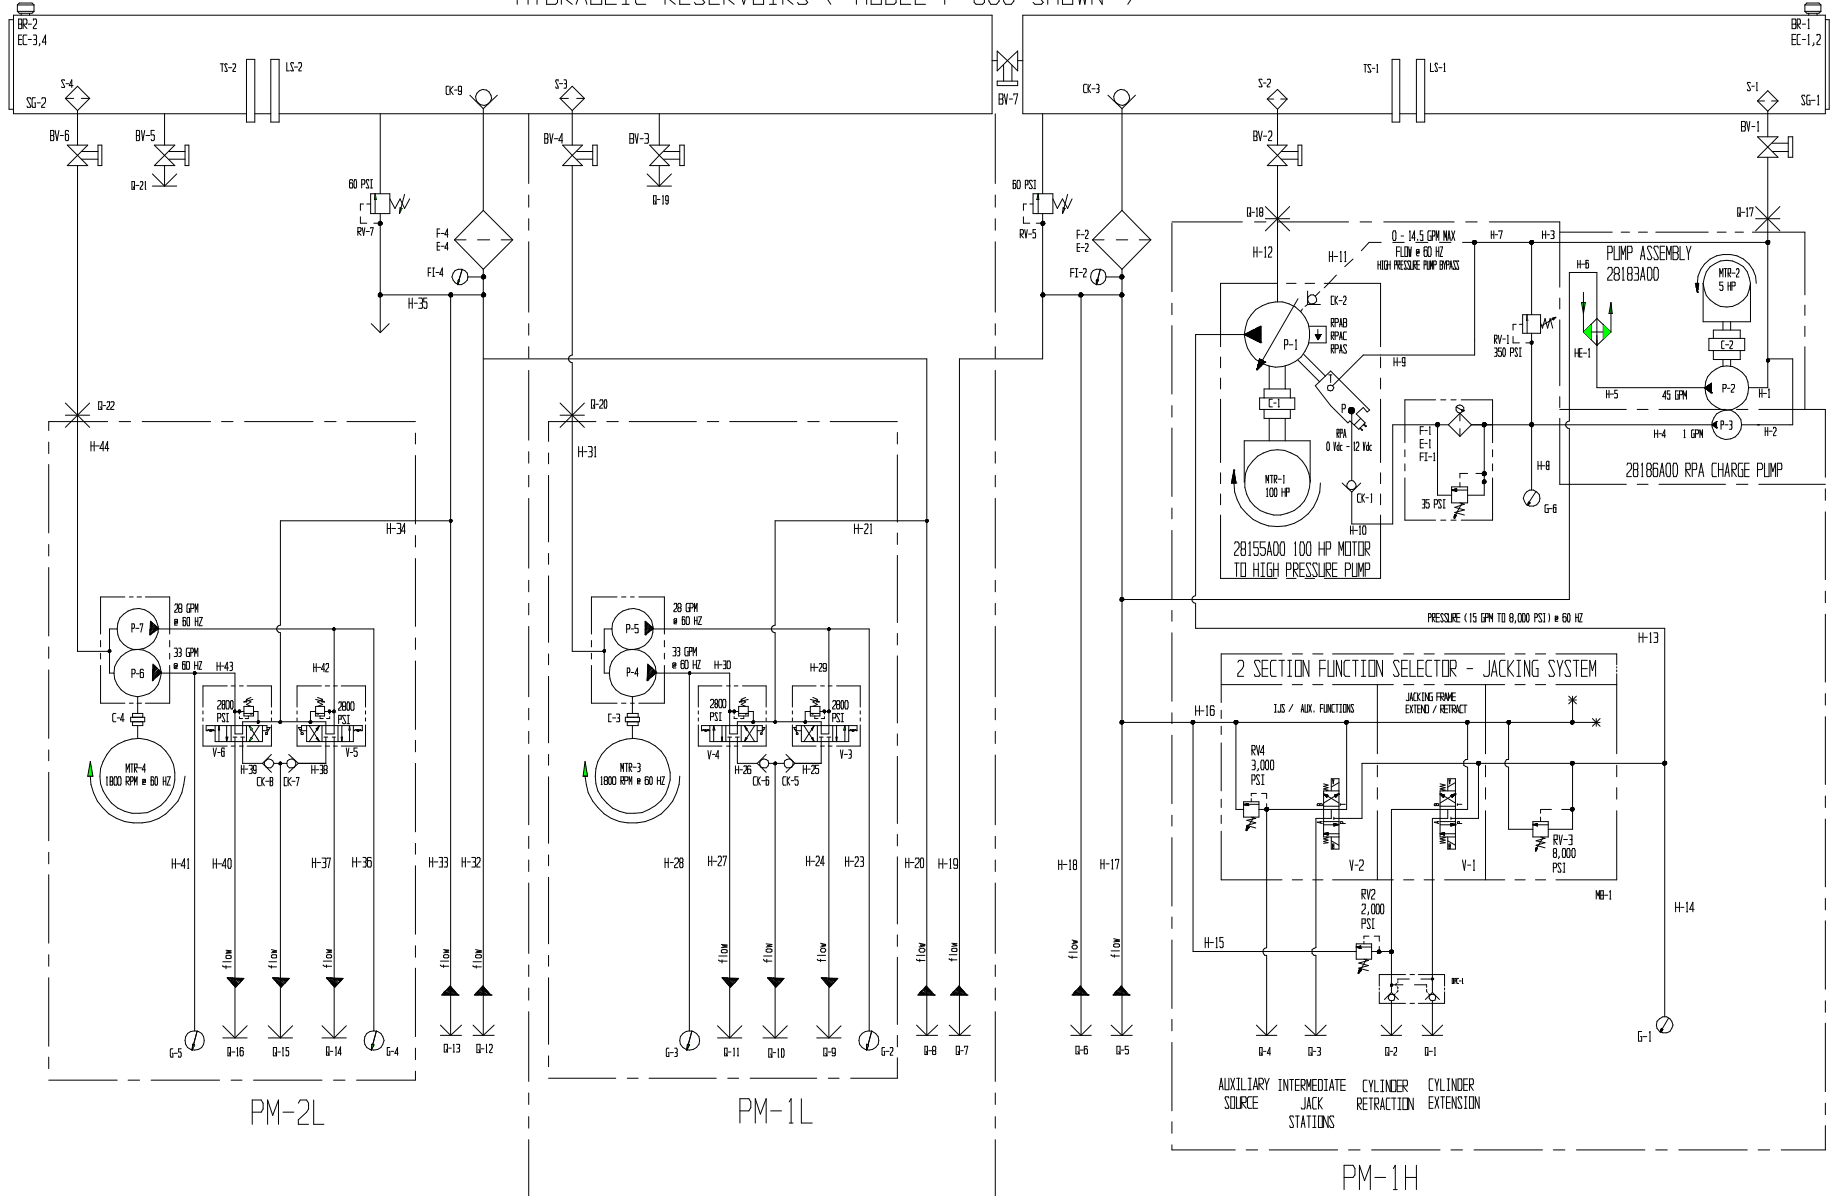 HYDRAULIC RESERVOIRS ( MODEL P-800 SHOWN )
BR-2
EC-3,4
S-4
SG-2
TS-2
LS-2
CK-9
S-3
BV-7
CK-3
S-2
TS-1
LS-1
S-1
BR-1
EC-1,2
SG-1
BV-6
BV-5
Q-21
BV-4
BV-3
Q-19
BV-2
BV-1
60 PSI
RV-7
F-4
E-4
FI-4
H-35
60 PSI
RV-5
F-2
E-2
FI-2
Q-18
Q-17
H-12
H-11
0 - 14.5 GPM MAX
FLOW @ 60 HZ
HIGH PRESSURE PUMP BYPASS
H-7
H-3
H-6
PUMP ASSEMBLY
28183A00
MTR-2
5 HP
CK-2
RPAB
RPAC
RPAS
P-1
T
P
H-9
RV-1
350 PSI
HE-1
C-2
P-2
H-1
H-5
45 GPM
P-3
H-4
1 GPM
H-2
C-1
RPA
0 Vdc - 12 Vdc
F-1
E-1
FI-1
35 PSI
H-8
G-6
28186A00 RPA CHARGE PUMP
MTR-1
100 HP
CK-1
H-10
28155A00 100 HP MOTOR
TO HIGH PRESSURE PUMP
Q-22
H-44
Q-20
H-31
H-34
H-21
28 GPM
@ 60 HZ
P-7
33 GPM
@ 60 HZ
P-6
H-43
H-42
2800
PSI
2800
PSI
C-4
V-6
V-5
H-39
H-38
CK-8
CK-7
MTR-4
1800 RPM @ 60 HZ
28 GPM
@ 60 HZ
P-5
33 GPM
@ 60 HZ
P-4
H-30
H-29
2800
PSI
2800
PSI
C-3
V-4
V-3
H-26
H-25
CK-6
CK-5
MTR-3
1800 RPM @ 60 HZ
PRESSURE (15 GPM TO 8,000 PSI) @ 60 HZ
H-13
2 SECTION FUNCTION SELECTOR - JACKING SYSTEM
IJS / AUX. FUNCTIONS
JACKING FRAME
EXTEND / RETRACT
H-16
RV4
3,000
PSI
V-2
V-1
RV-3
8,000
PSI
MB-1
RV2
2,000
PSI
H-15
H-14
H-41
H-40
H-37
H-36
H-33
H-32
H-28
H-27
H-24
H-23
H-20
H-19
H-18
H-17
flow
flow
flow
flow
flow
flow
flow
flow
flow
flow
G-5
Q-16
Q-15
Q-14
G-4
Q-13
Q-12
G-3
Q-11
Q-10
Q-9
G-2
Q-8
Q-7
Q-6
Q-5
Q-4
Q-3
Q-2
Q-1
G-1
AUXILIARY
SOURCE
INTERMEDIATE
JACK
STATIONS
CYLINDER
RETRACTION
CYLINDER
EXTENSION
PM-2L
PM-1L
PM-1H